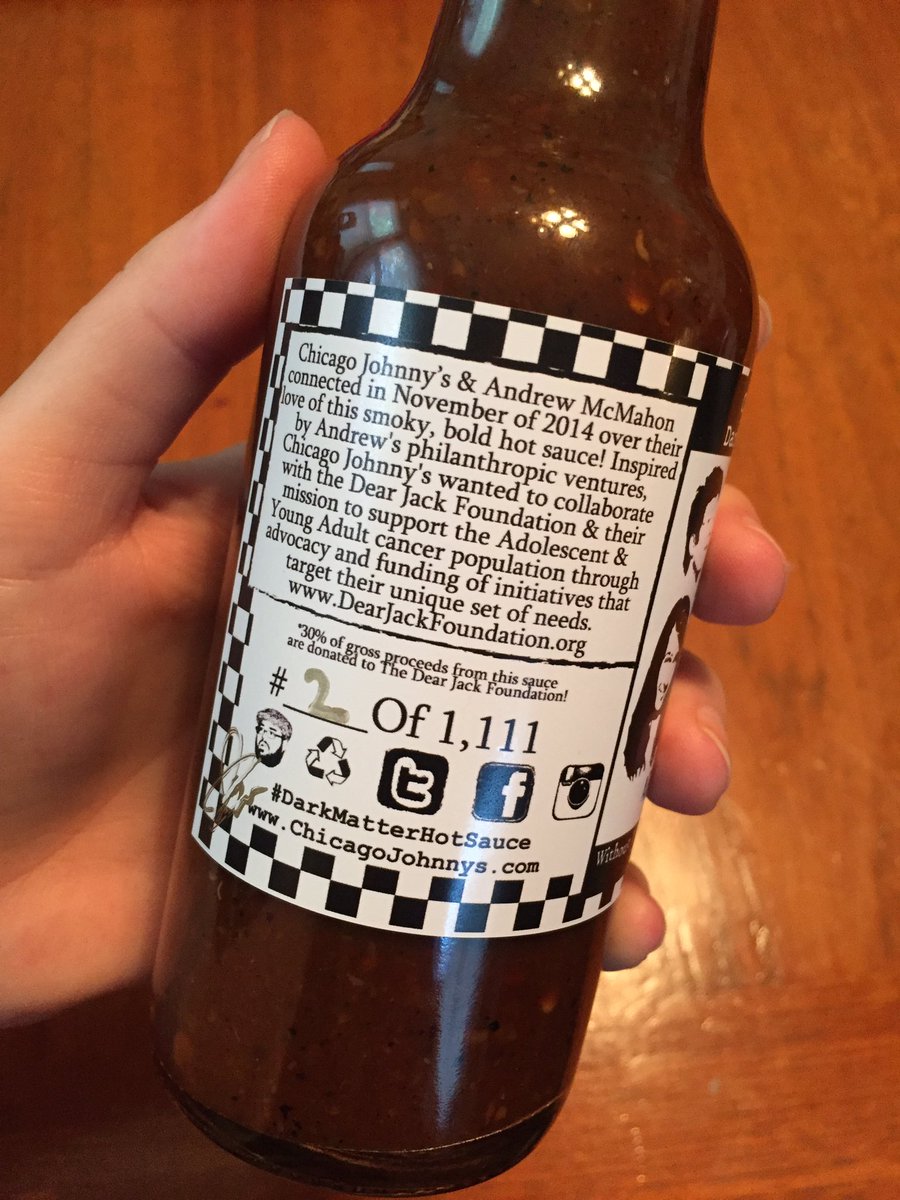 Chicago Johnny's & Andrew McMahon
connected in November of 2014 over their
love of this smoky, bold hot sauce! Inspired
by Andrew's philanthropic ventures,
Chicago Johnny's wanted to collaborate
with the Dear Jack Foundation & their
mission to support the Adolescent &
Young Adult cancer population through
advocacy and funding of initiatives that
target their unique set of needs.
www.DearJackFoundation.org
*30% of gross proceeds from this sauce
are donated to The Dear Jack Foundation!
# 2 Of 1,111
#DarkMatterHotSauce
www.ChicagoJohnnys.com